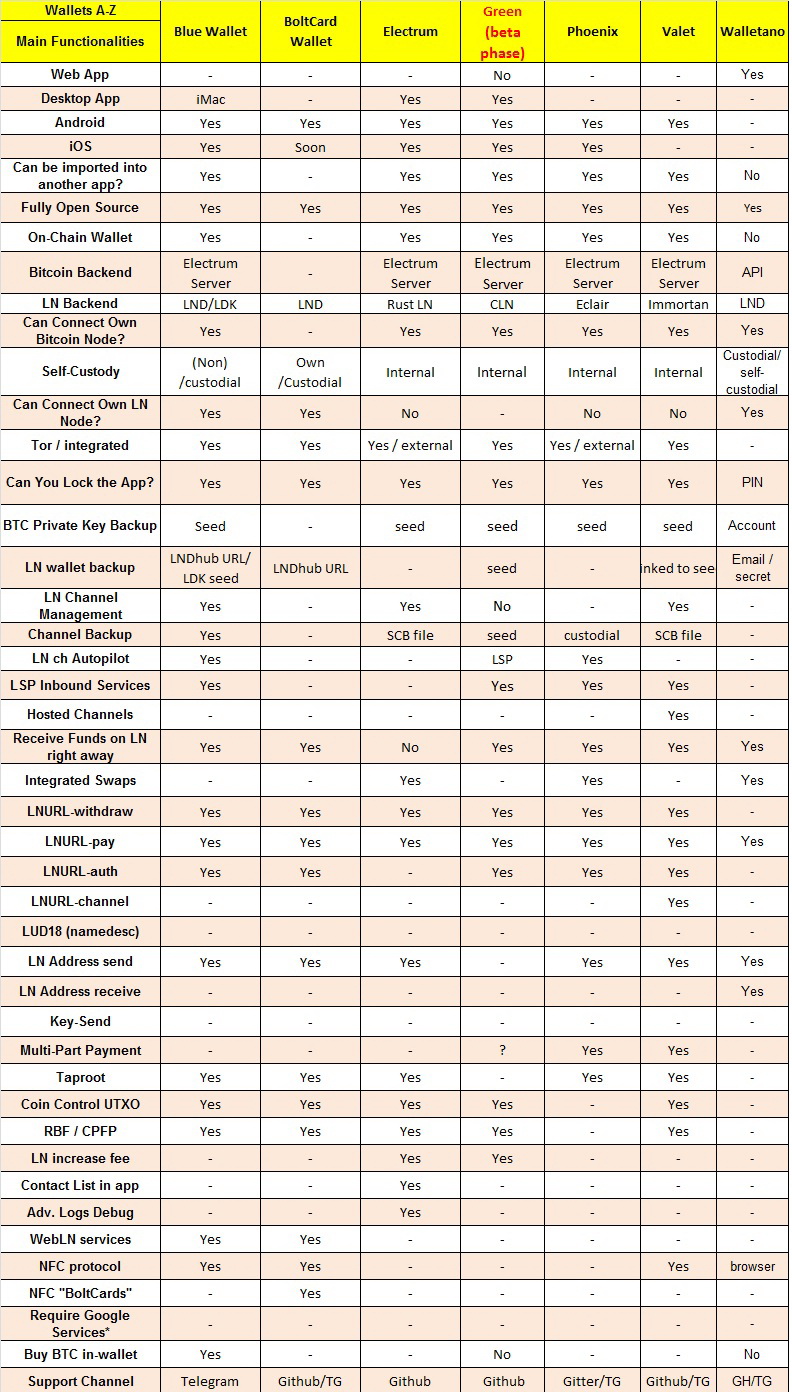 Wallets A-Z
Main Functionalities
Blue Wallet
BoltCard
Wallet
Electrum
Green
(beta
phase)
Phoenix
Valet
Walletano
Web App - - - No - - Yes
Desktop App iMac - Yes Yes - - -
Android Yes Yes Yes Yes Yes Yes -
iOS Yes Soon Yes Yes Yes - -
Can be imported into
another app? Yes - Yes Yes Yes Yes No
Fully Open Source Yes Yes Yes Yes Yes Yes Yes
On-Chain Wallet Yes - Yes Yes Yes Yes No
Bitcoin Backend
Electrum
Server
-
Electrum
Server
Electrum
Server
Electrum
Server
Electrum
Server
API
LN Backend LND/LDK LND Rust LN CLN Eclair Immortan LND
Can Connect Own
Bitcoin Node? Yes - Yes Yes Yes Yes Yes
Self-Custody
(Non)
/custodial
Own
/Custodial
Internal
Internal
Internal
Internal
Custodial/
self-
custodial
Can Connect Own LN
Node? Yes Yes No - No No Yes
Tor / integrated Yes Yes Yes / external Yes Yes / external Yes -
Can You Lock the App? Yes Yes Yes Yes Yes Yes PIN
BTC Private Key Backup Seed - seed seed seed seed Account
LN wallet backup
LNDhub URL/
LDK seed
LNDhub URL
-
seed
-
inked to see
Email /
secret
LN Channel
Management Yes - Yes No - Yes -
Channel Backup Yes - SCB file seed custodial SCB file -
LN ch Autopilot Yes - - LSP Yes - -
LSP Inbound Services Yes - - Yes Yes Yes -
Hosted Channels - - - - - Yes -
Receive Funds on LN
right away Yes Yes No Yes Yes Yes Yes
Integrated Swaps - - Yes - Yes - Yes
LNURL-withdraw Yes Yes Yes Yes Yes Yes -
LNURL-pay Yes Yes Yes Yes Yes Yes Yes
LNURL-auth Yes Yes - Yes Yes Yes -
LNURL-channel - - - - - Yes -
LUD18 (namedesc) - - - - - - -
LN Address send Yes Yes Yes - Yes Yes Yes
LN Address receive - - - - - - Yes
Key-Send - - - - - - -
Multi-Part Payment - - - ? Yes Yes -
Taproot Yes Yes Yes - Yes Yes -
Coin Control UTXO Yes Yes Yes Yes - Yes -
RBF / CPFP Yes Yes Yes Yes - Yes -
LN increase fee - - Yes Yes - - -
Contact List in app - - Yes - - - -
Adv. Logs Debug - - Yes - - - -
WebLN services Yes Yes - - - - -
NFC protocol Yes Yes - - - Yes browser
NFC "BoltCards" - Yes - - - - -
Require Google
Services* - - - - - - -
Buy BTC in-wallet Yes - - No - - No
Support Channel Telegram Github/TG Github Github Gitter/TG Github/TG GH/TG